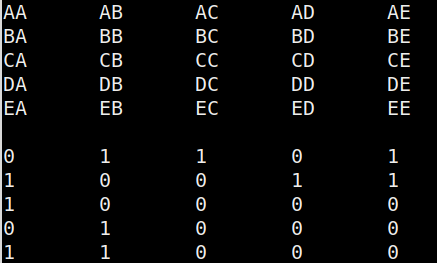 AA AB AC AD AE
BA BB BC BD BE
CA CB CC CD CE
DA DB DC DD DE
EA EB EC ED EE
0 1 1 0 1
1 0 0 1 1
1 0 0 0 0
0 1 0 0 0
1 1 0 0 0